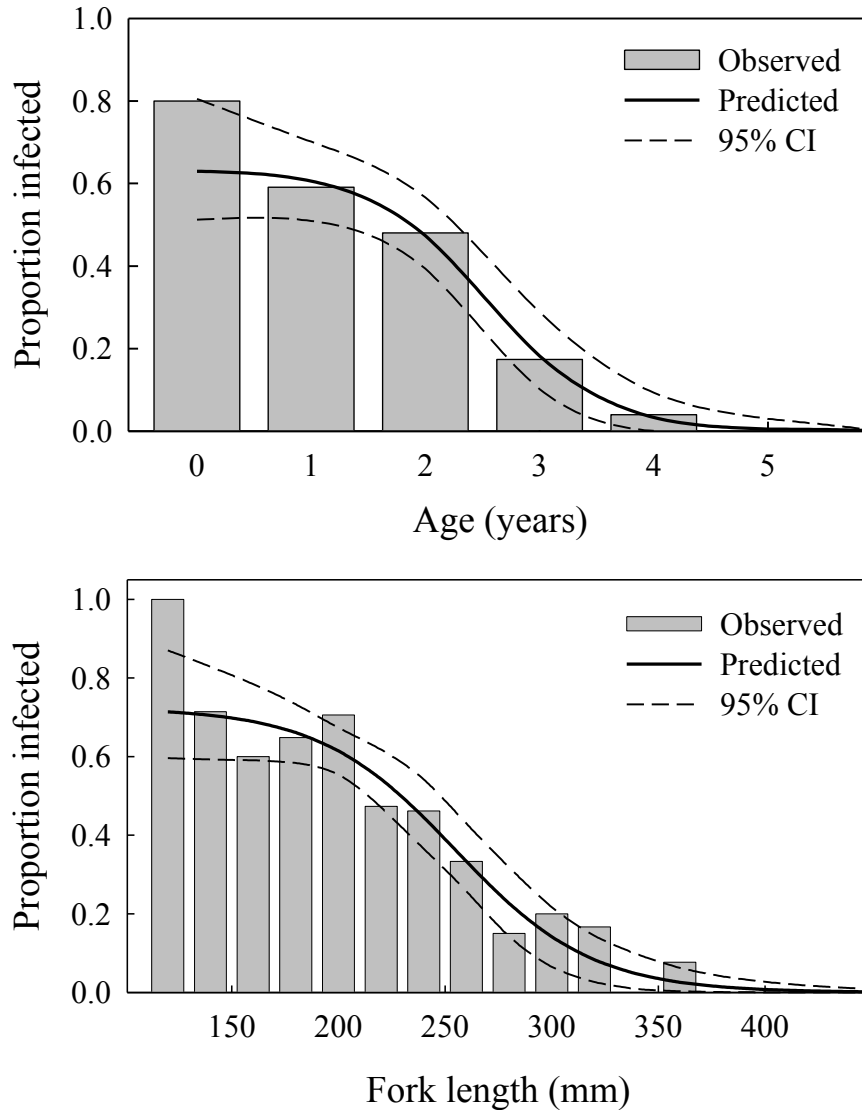 1.0
0.8
0.6
0.4
0.2
0.0
Proportion infected
Observed
Predicted
95% CI
0 1 2 3 4 5
Age (years)
1.0
0.8
0.6
0.4
0.2
0.0
Proportion infected
Observed
Predicted
95% CI
150 200 250 300 350 400
Fork length (mm)